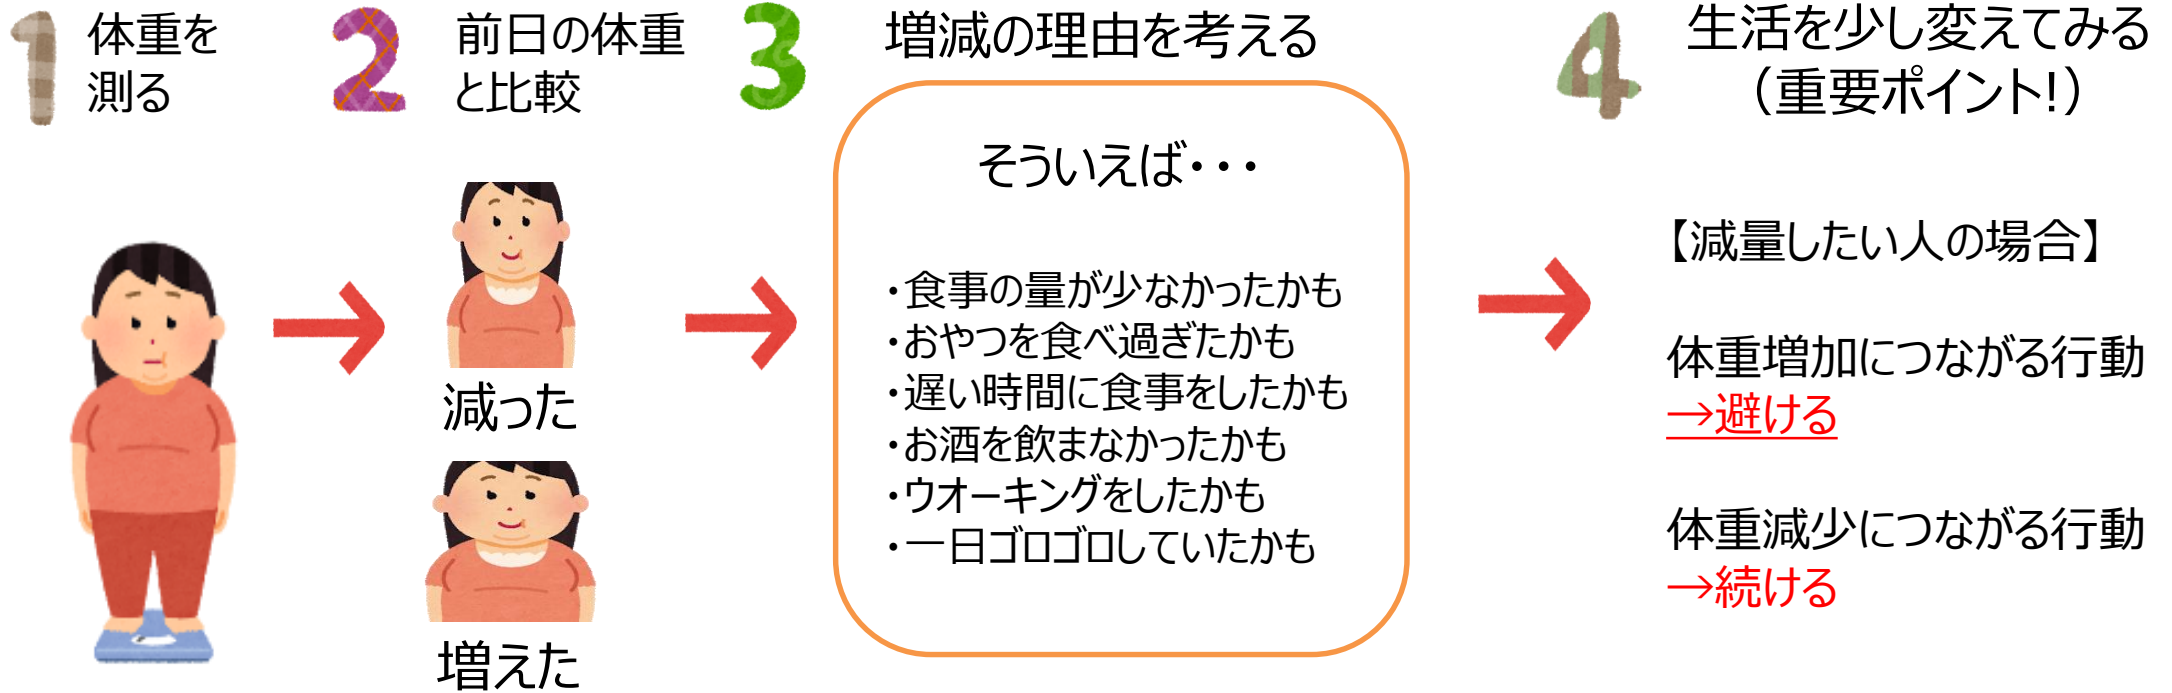 1
体重を
測る
2
前日の体重
と比較
減った
増えた
3
増減の理由を考える
そういえば・・・
・食事の量が少なかったかも
・おやつを食べ過ぎたかも
・遅い時間に食事をしたかも
・お酒を飲まなかったかも
・ウオーキングをしたかも
・一日ゴロゴロしていたかも
4
生活を少し変えてみる
（重要ポイント!）
【減量したい人の場合】
体重増加につながる行動
→避ける
体重減少につながる行動
→続ける